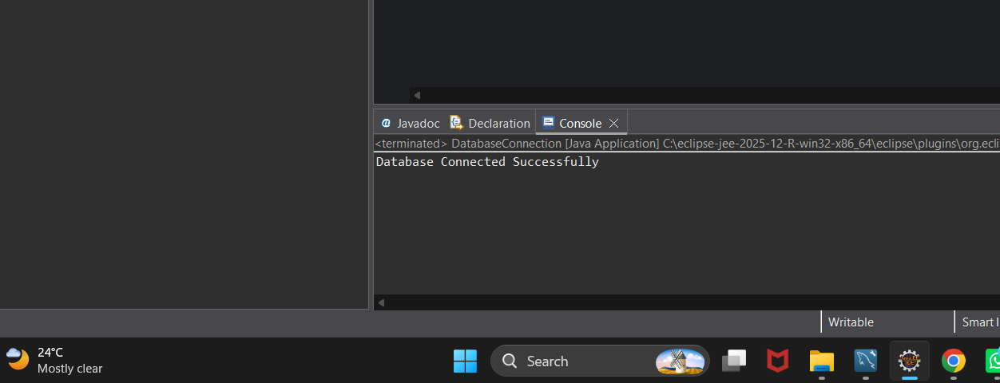 Javadoc Declaration Console
<terminated> DatabaseConnection [Java Application] C:\eclipse-jee-2025-12-R-win32-x86_64\eclipse\plugins\org.ecli
Database Connected Successfully
Writable Smart I
24°C
Mostly clear
Search